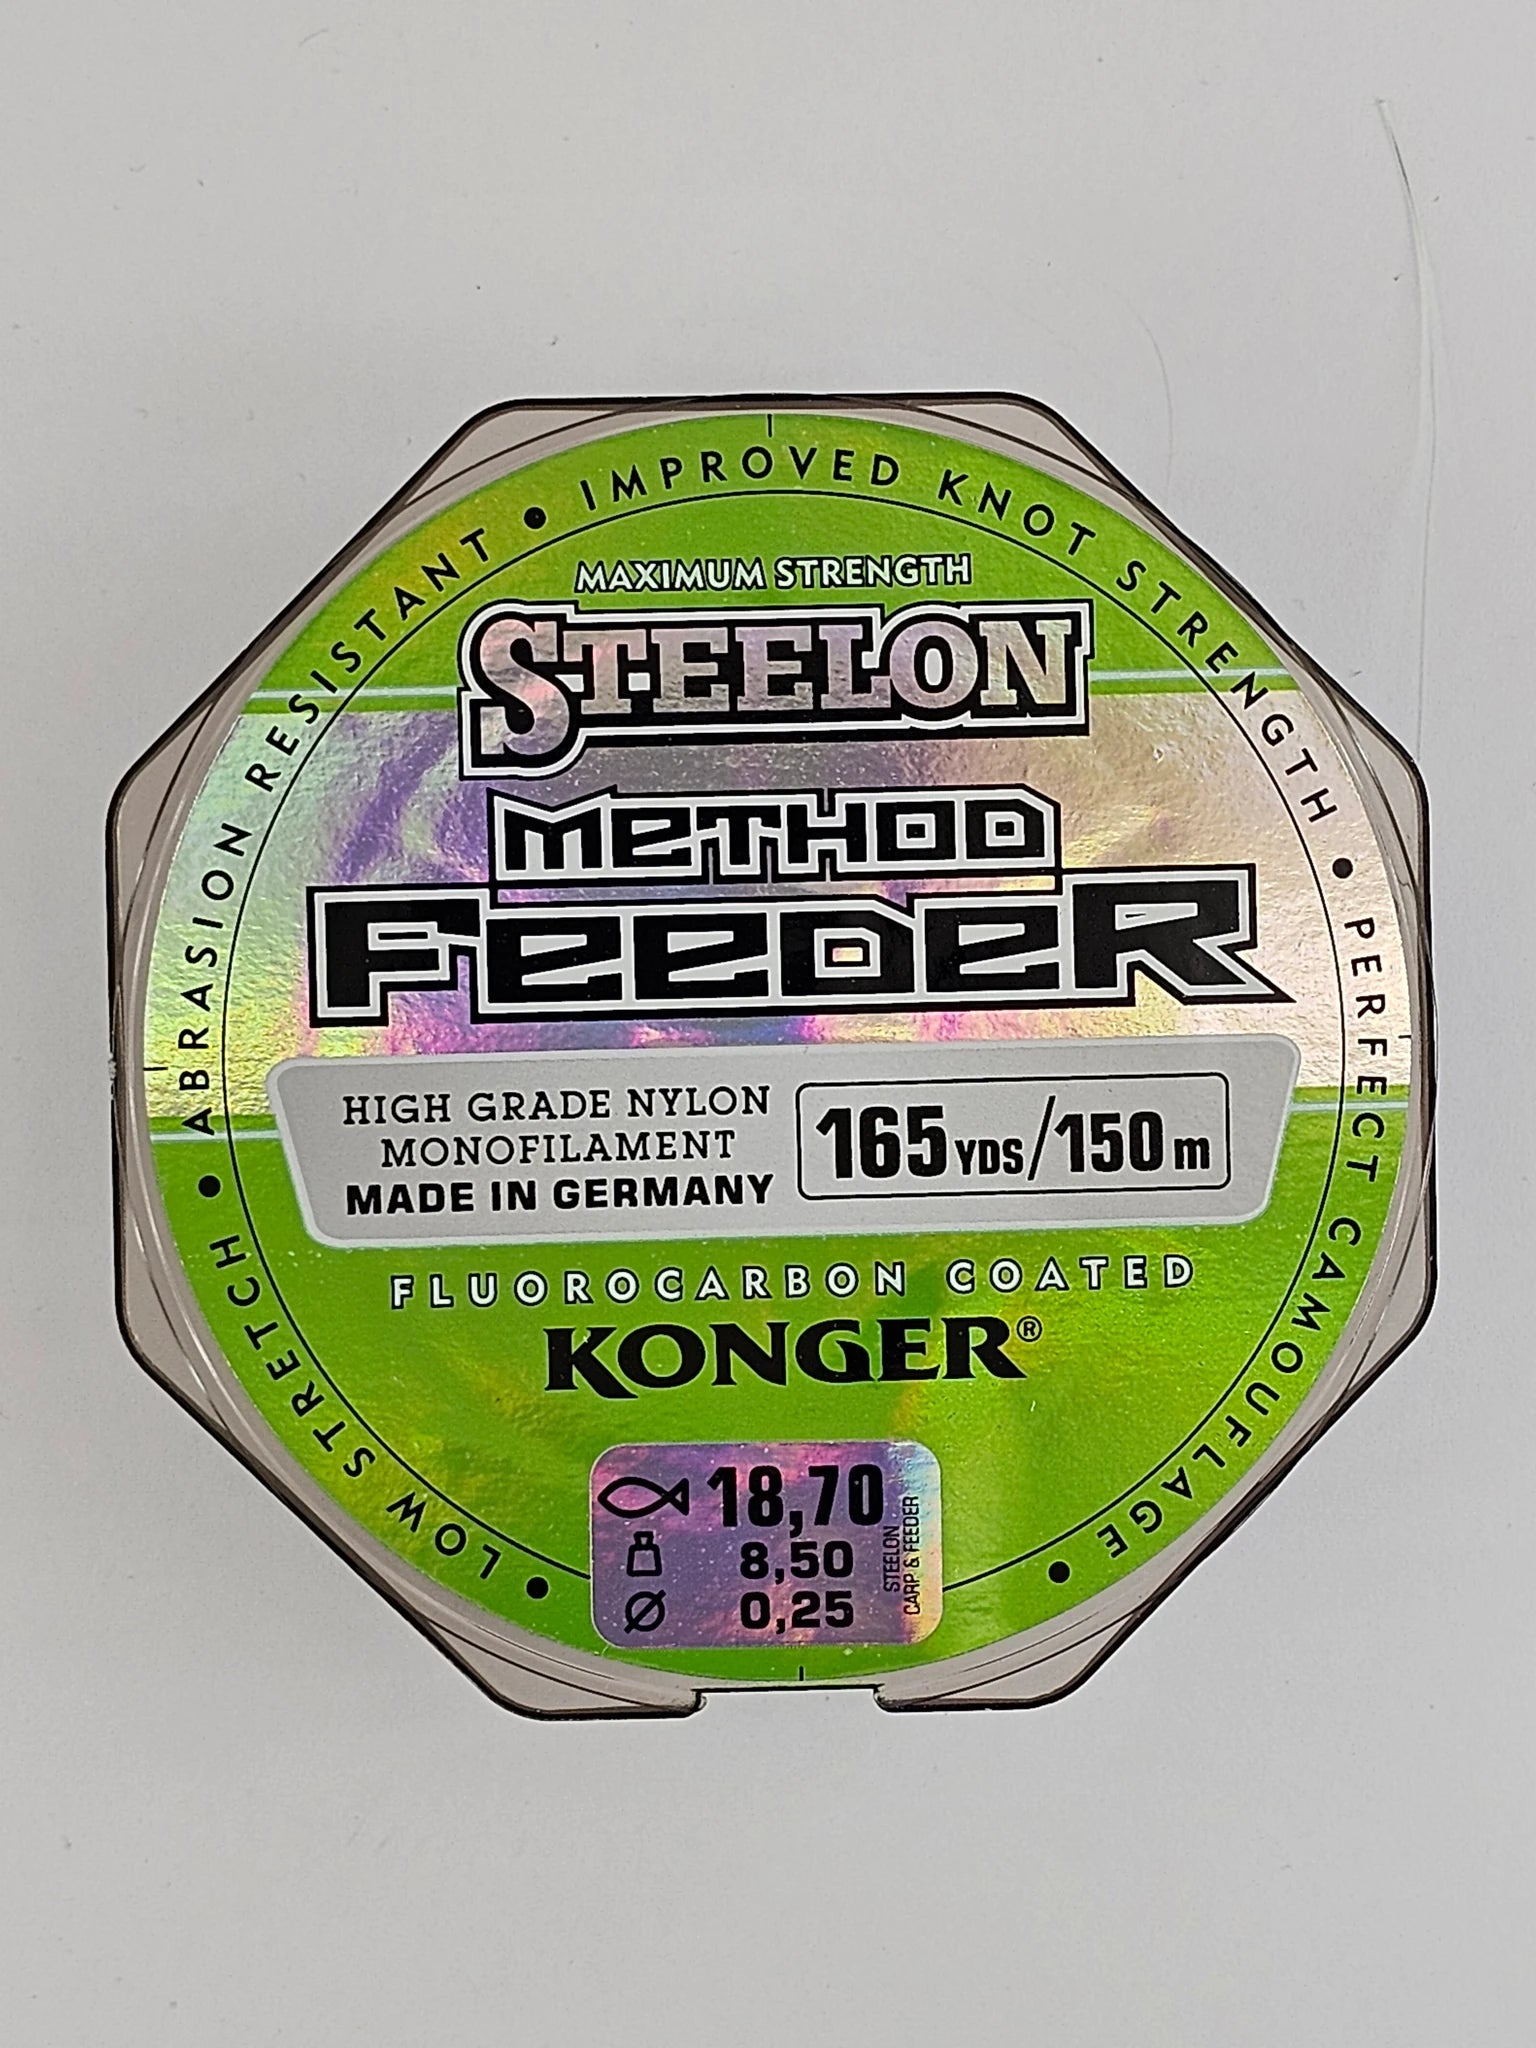 LOW STRETCH • ABRASION RESISTANT • IMPROVED KNOT STRENGTH • PERFECT CAMOUFLAGE •
MAXIMUM STRENGTH
STEELON
METHOD
FEEDER
HIGH GRADE NYLON
MONOFILAMENT
MADE IN GERMANY
165 YDS/150 m
FLUOROCARBON COATED
KONGER®
18,70
8,50
Ø 0,25
STEELON
CARP & FEEDER